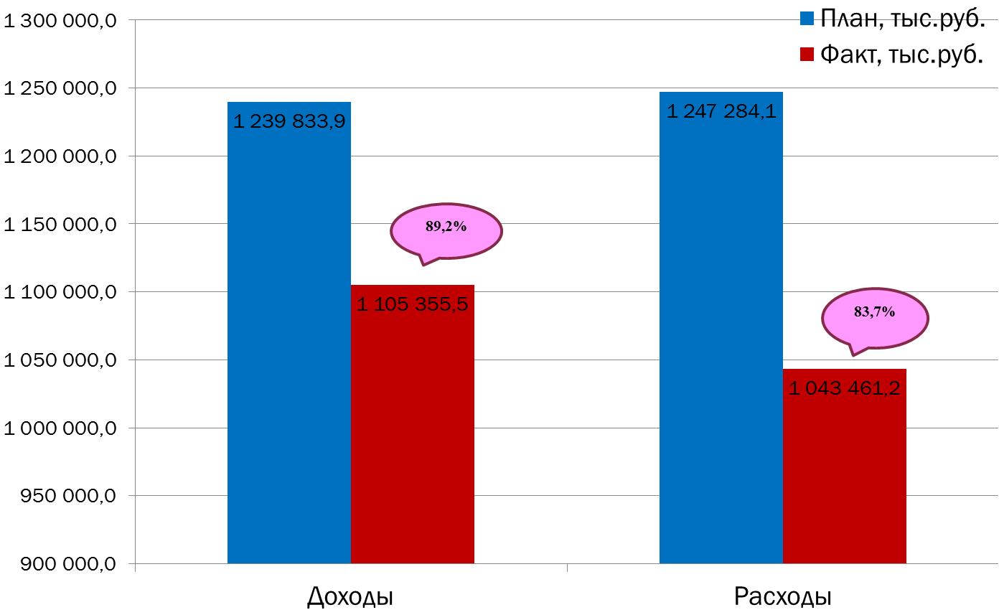 План, тыс.руб.
Факт, тыс.руб.
1 300 000,0
1 250 000,0
1 200 000,0
1 150 000,0
1 100 000,0
1 050 000,0
1 000 000,0
950 000,0
900 000,0
1 239 833,9
1 247 284,1
89,2%
1 105 355,5
83,7%
1 043 461,2
Доходы
Расходы